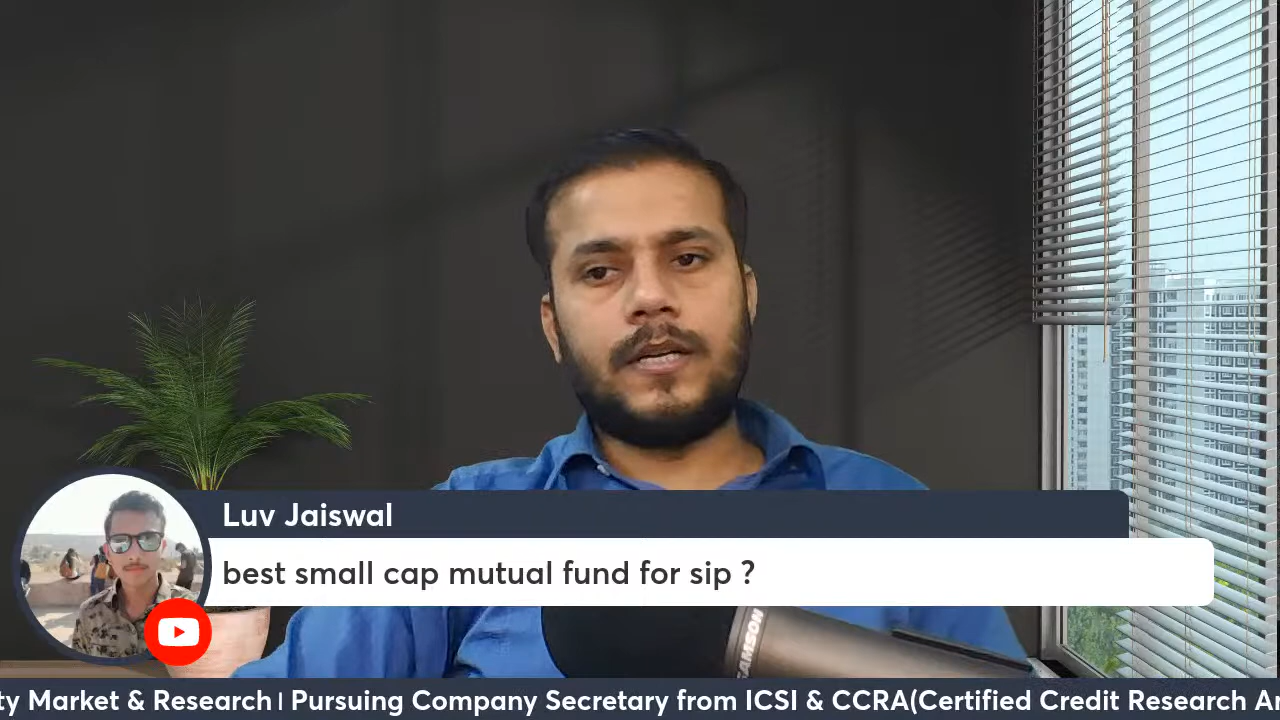 Luv Jaiswal
best small cap mutual fund for sip ?
SAMSON
ty Market & Research | Pursuing Company Secretary from ICSI & CCRA(Certified Credit Research A